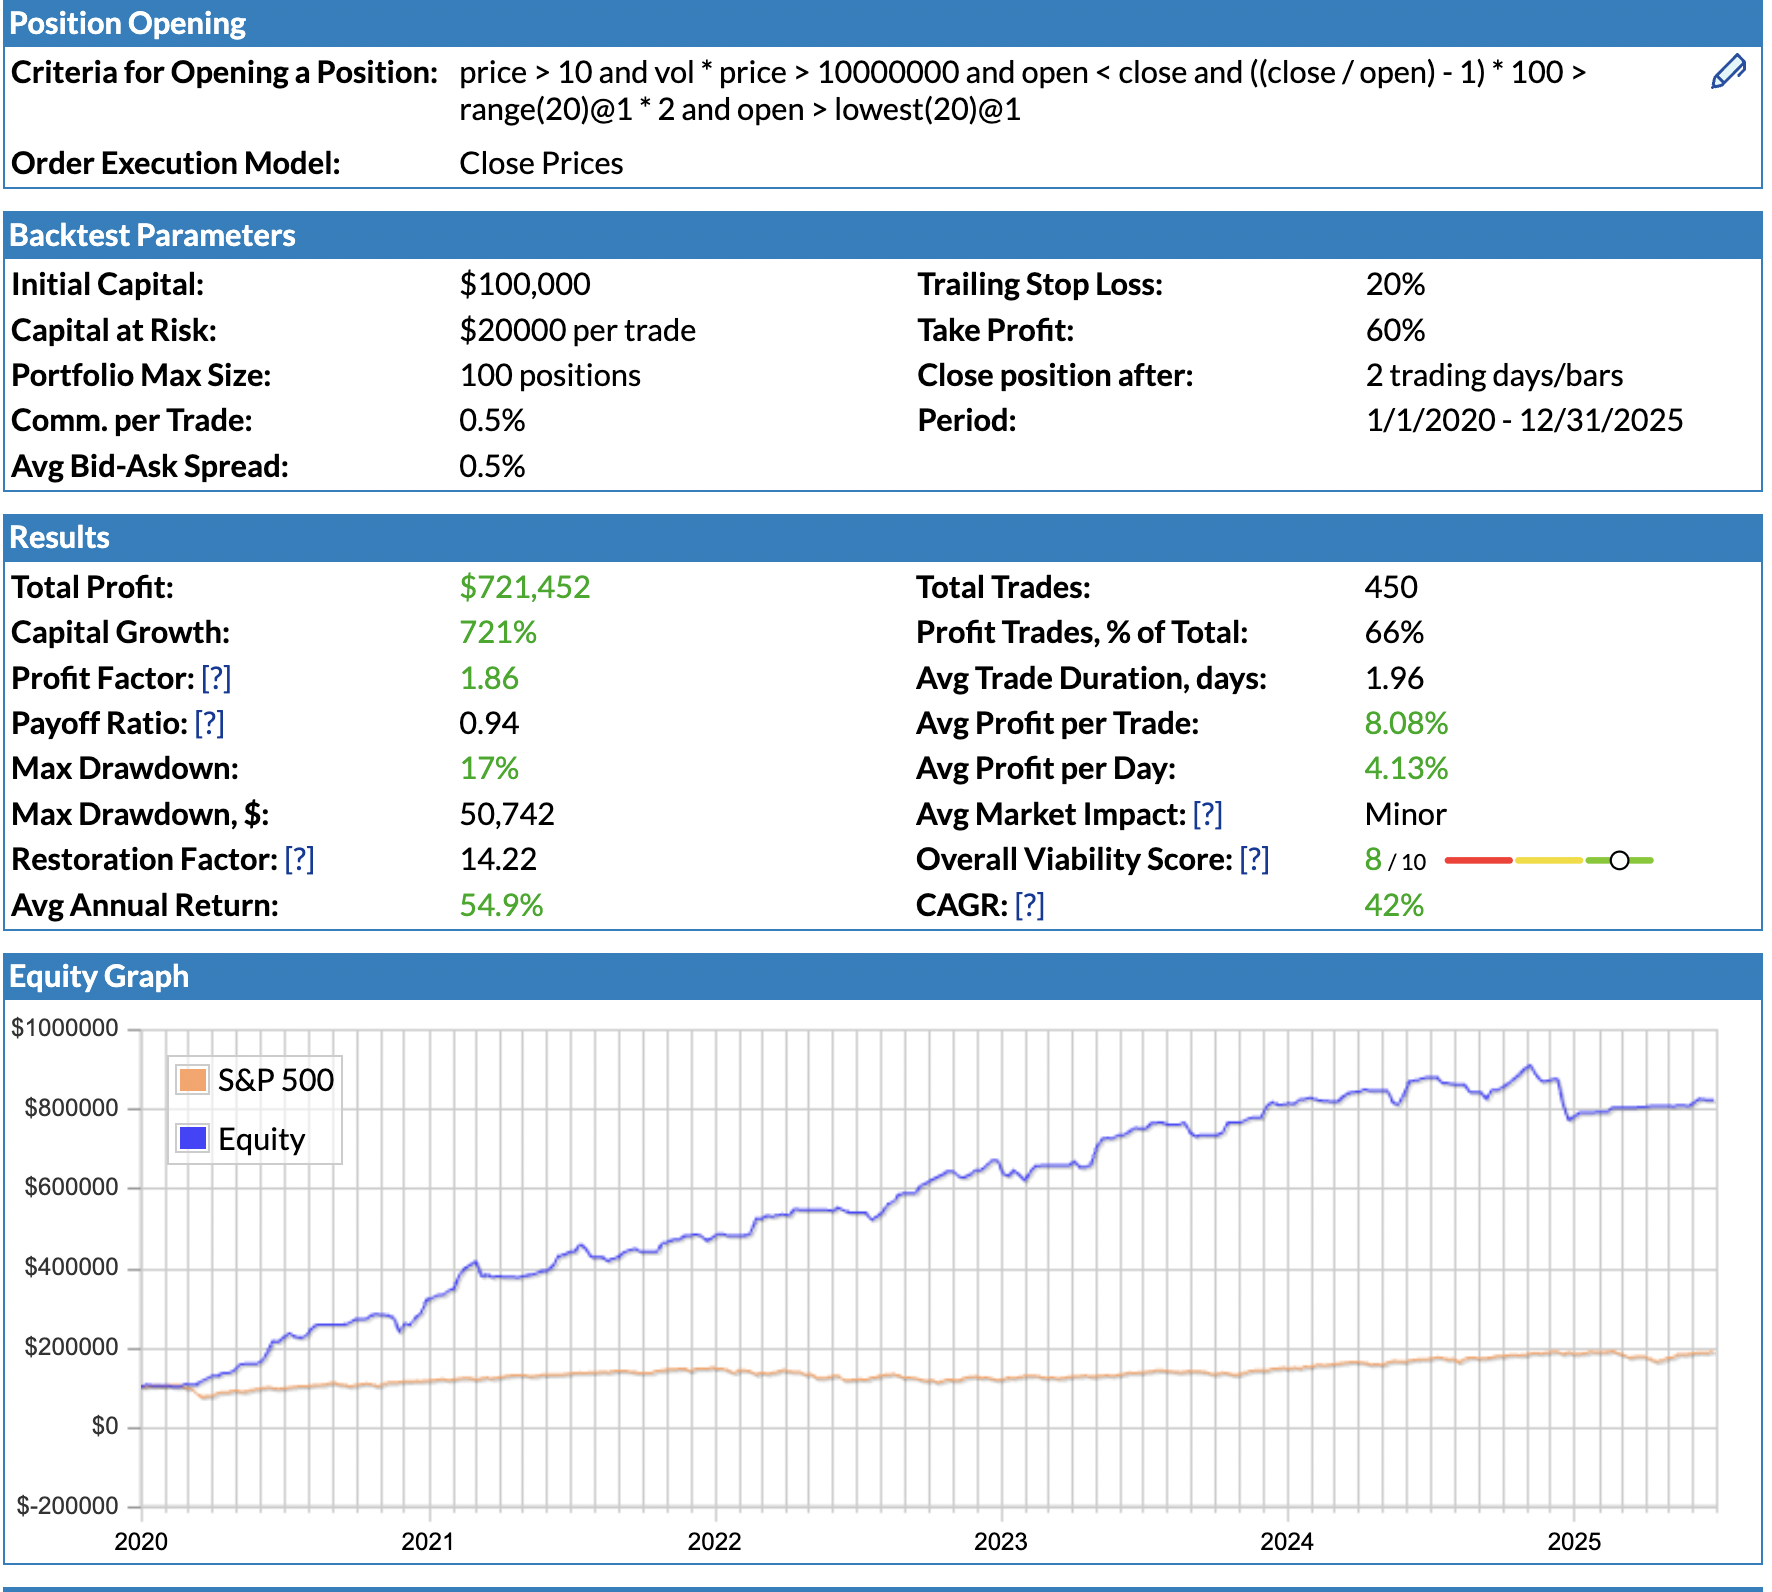 Position Opening
Criteria for Opening a Position: price > 10 and vol * price > 10000000 and open < close and ((close / open) - 1) * 100 >
range(20)@1 * 2 and open > lowest(20)@1
Order Execution Model: Close Prices
Backtest Parameters
Initial Capital: $100,000 Trailing Stop Loss: 20%
Capital at Risk: $20000 per trade Take Profit: 60%
Portfolio Max Size: 100 positions Close position after: 2 trading days/bars
Comm. per Trade: 0.5% Period: 1/1/2020 - 12/31/2025
Avg Bid-Ask Spread: 0.5%
Results
Total Profit: $721,452 Total Trades: 450
Capital Growth: 721% Profit Trades, % of Total: 66%
Profit Factor: [?] 1.86 Avg Trade Duration, days: 1.96
Payoff Ratio: [?] 0.94 Avg Profit per Trade: 8.08%
Max Drawdown: 17% Avg Profit per Day: 4.13%
Max Drawdown, $: 50,742 Avg Market Impact: [?] Minor
Restoration Factor: [?] 14.22 Overall Viability Score: [?] 8 / 10
Avg Annual Return: 54.9% CAGR: [?] 42%
Equity Graph
$1000000
S&P 500
$800000
Equity
$600000
$400000
$200000
$0
$-200000
2020 2021 2022 2023 2024 2025